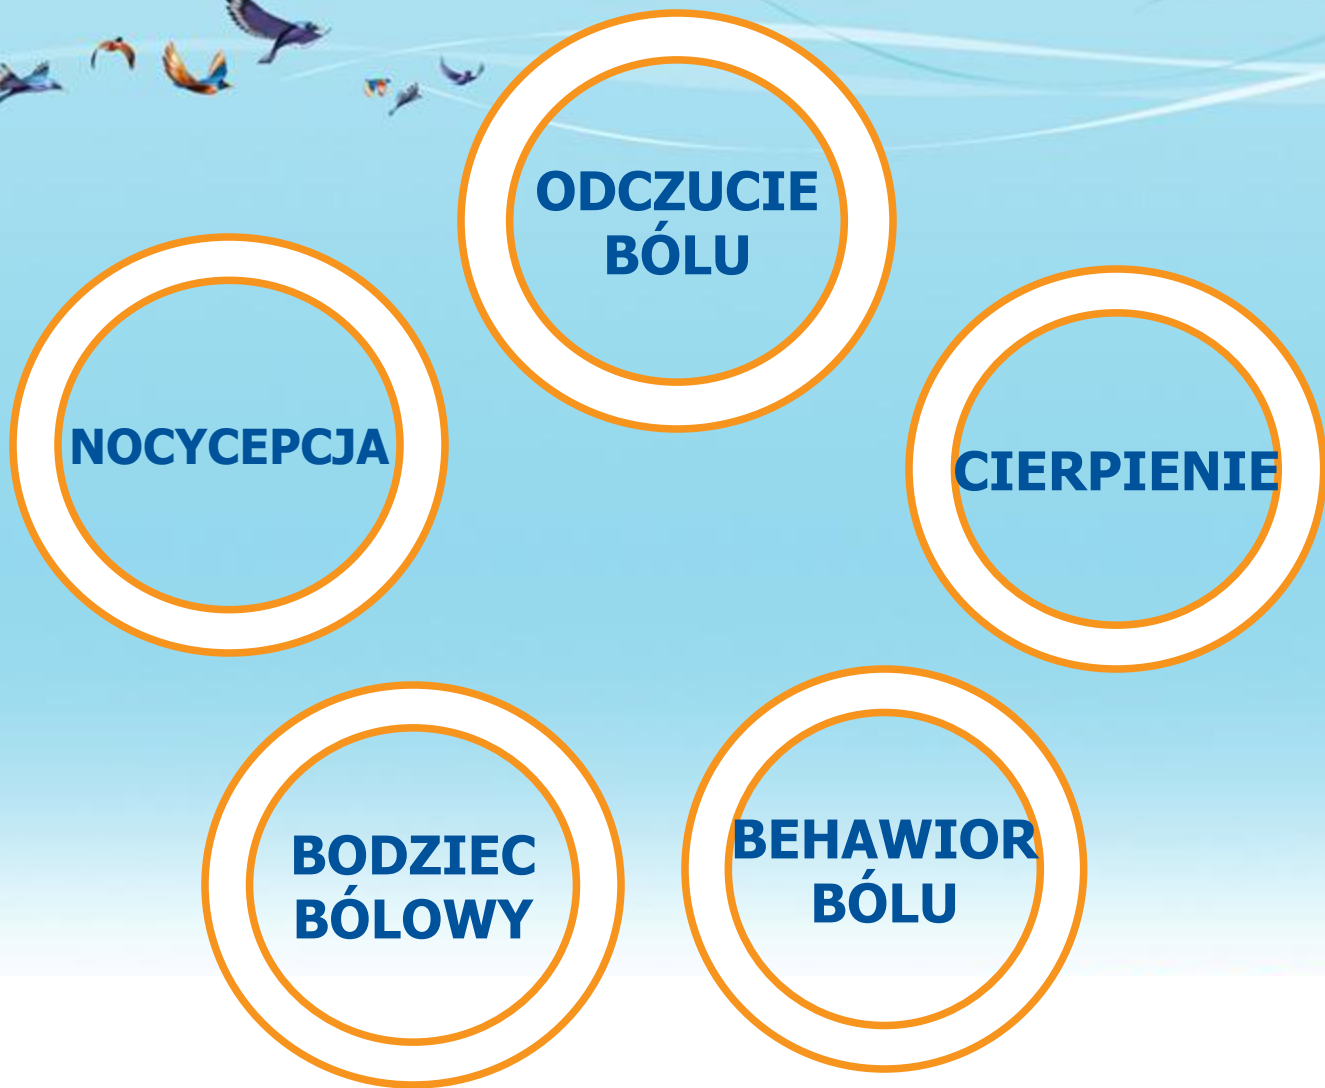 ODCZUCIE
BÓLU
NOCYCEPCJA
CIERPIENIE
BODZIEC
BÓLOWY
BEHAWIOR
BÓLU